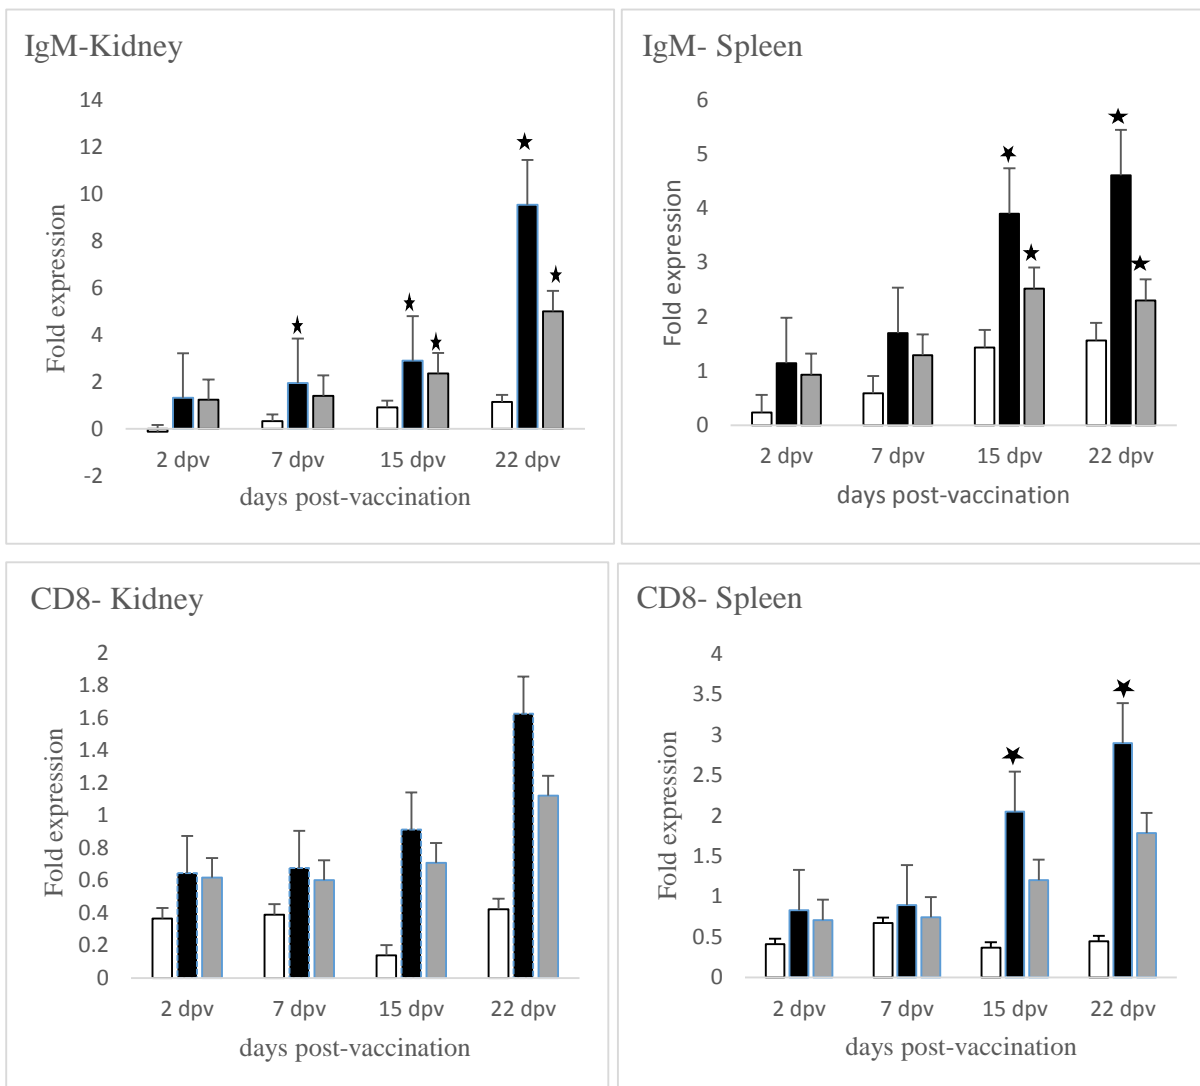 IgM-Kidney
14
12
10
8
6
4
2
0
-2
Fold expression
2 dpv 7 dpv 15 dpv 22 dpv
days post-vaccination
IgM- Spleen
6
5
4
3
2
1
0
Fold expression
2 dpv 7 dpv 15 dpv 22 dpv
days post-vaccination
CD8- Kidney
2
1.8
1.6
1.4
1.2
1
0.8
0.6
0.4
0.2
0
Fold expression
2 dpv 7 dpv 15 dpv 22 dpv
days post-vaccination
CD8- Spleen
4
3.5
3
2.5
2
1.5
1
0.5
0
Fold expression
2 dpv 7 dpv 15 dpv 22 dpv
days post-vaccination